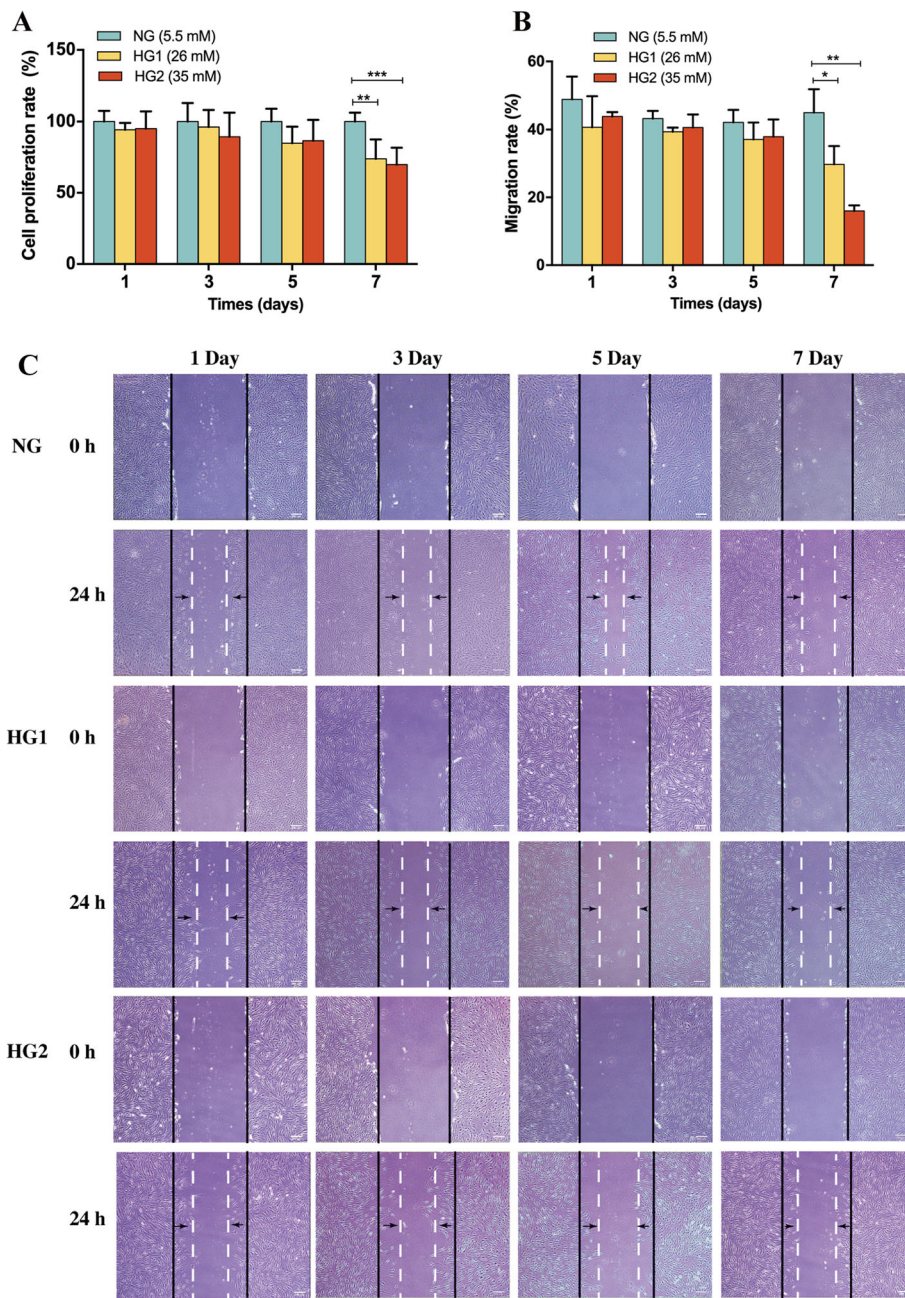 A
NG (5.5 mM)
HG1 (26 mM)
HG2 (35 mM)
Cell proliferation rate (%)
150
100
50
0
***
**
1 3 5 7
Times (days)
B
NG (5.5 mM)
HG1 (26 mM)
HG2 (35 mM)
Migration rate (%)
60
40
20
0
**
*
1 3 5 7
Times (days)
C
1 Day 3 Day 5 Day 7 Day
NG 0 h
24 h
HG1 0 h
24 h
HG2 0 h
24 h